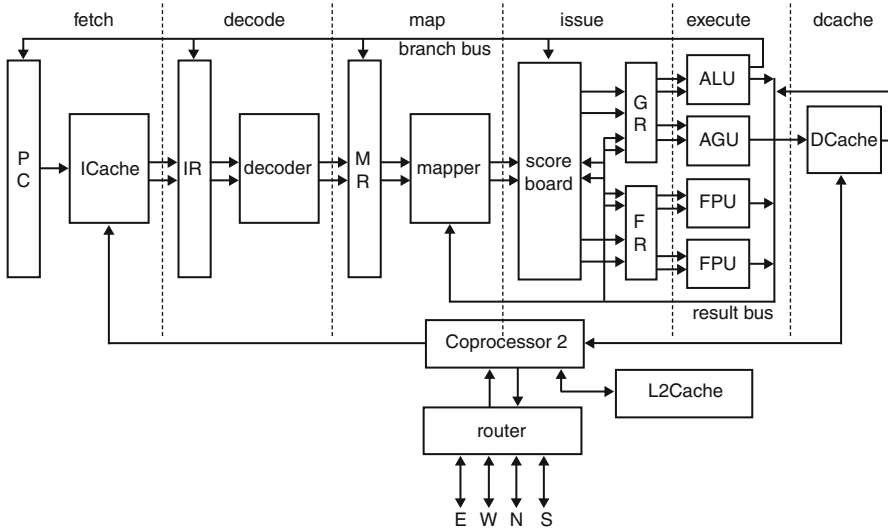 fetch decode map issue execute dcache
branch bus
P
C
ICache
IR
decoder
M
R
mapper
score
board
G
R
F
R
ALU
AGU
FPU
FPU
DCache
result bus
Coprocessor 2
L2Cache
router
E W N S